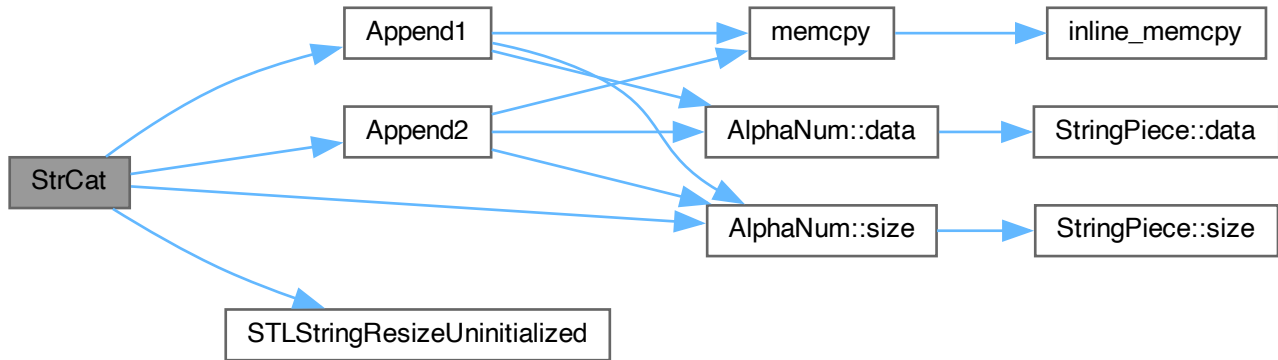 StrCat
Append1
Append2
STLStringResizeUninitialized
memcpy
AlphaNum::data
AlphaNum::size
inline_memcpy
StringPiece::data
StringPiece::size